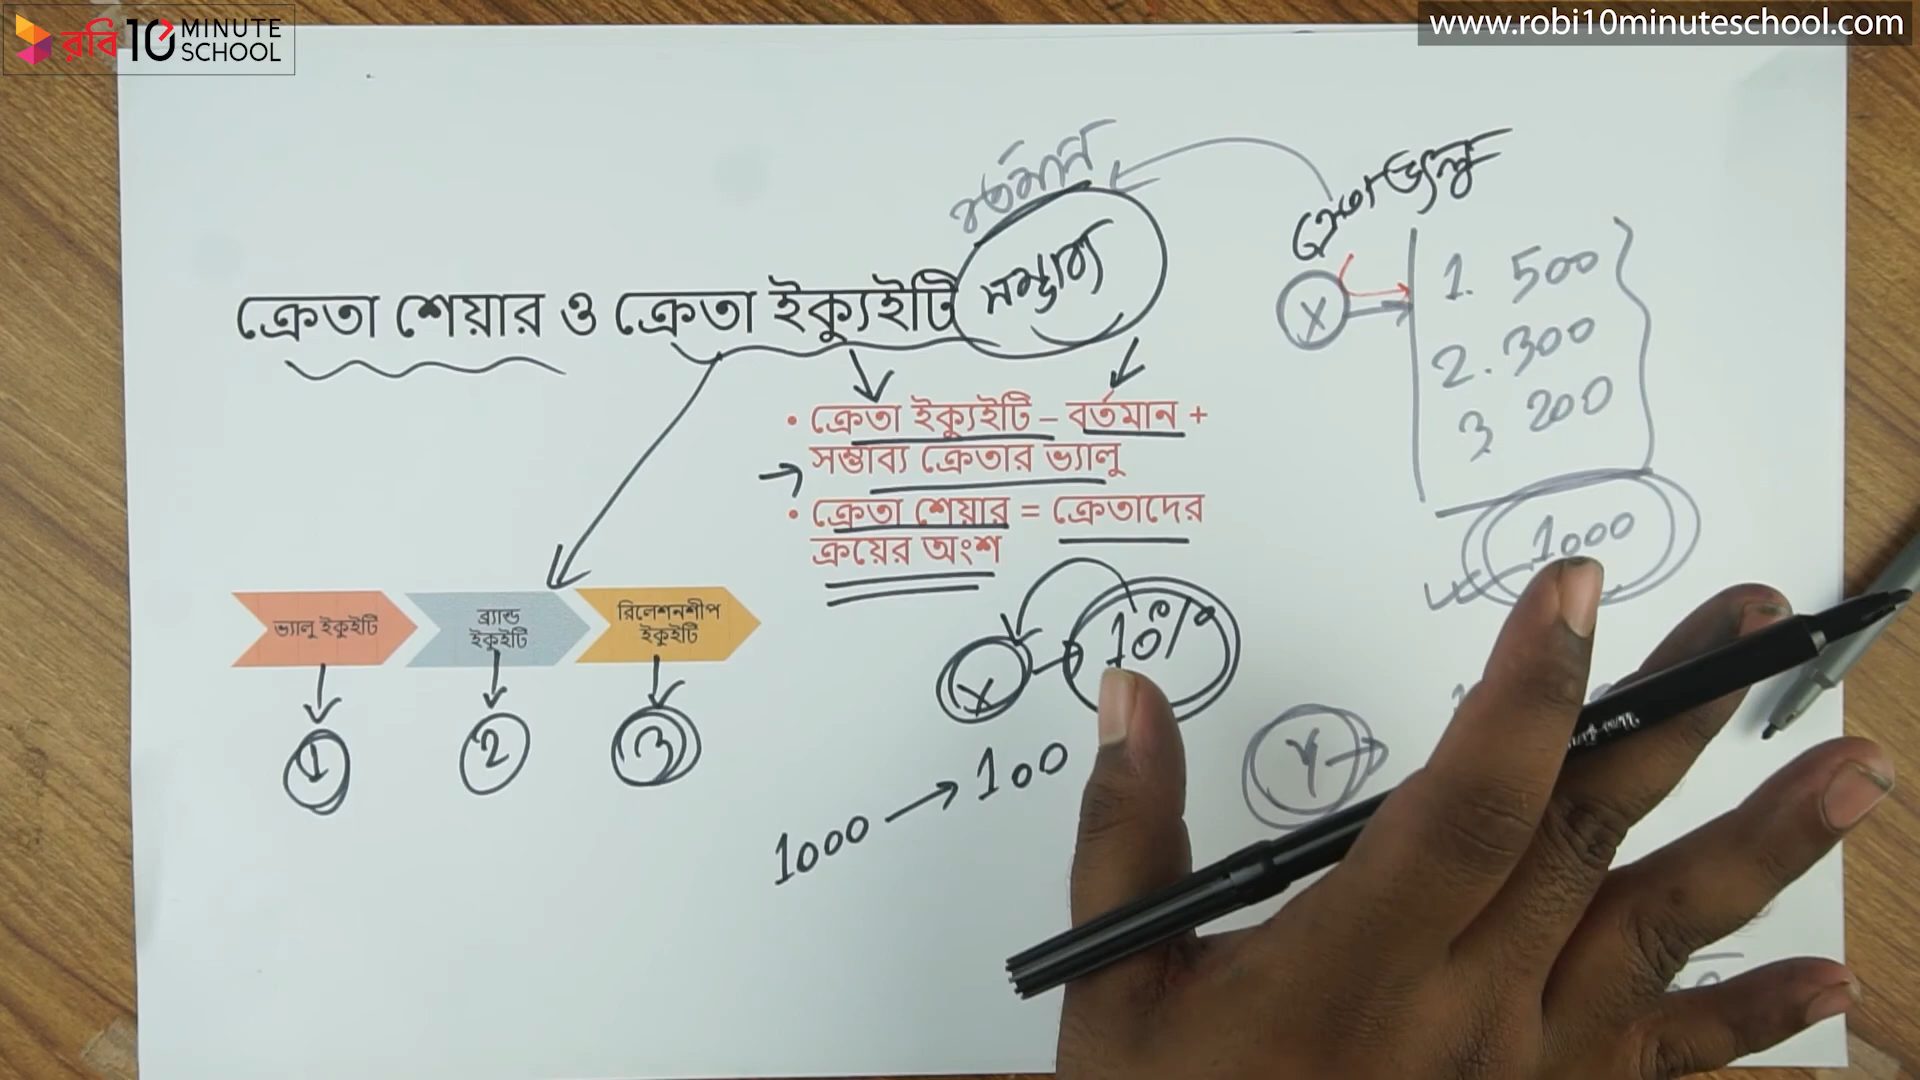 রবি 10 MINUTE SCHOOL
www.robi10minuteschool.com
বর্তমান
ক্রেতা ভ্যালু
ক্রেতা শেয়ার ও ক্রেতা ইক্যুইটি
সম্ভাব্য
X
1. 500
2. 300
3 200
1000
• ক্রেতা ইক্যুইটি – বর্তমান +
সম্ভাব্য ক্রেতার ভ্যালু
• ক্রেতা শেয়ার = ক্রেতাদের
ক্রয়ের অংশ
ভ্যালু ইকুইটি
ব্র্যান্ড
ইকুইটি
রিলেশনশীপ
ইকুইটি
1
2
3
X
10%
1000 → 100
Y